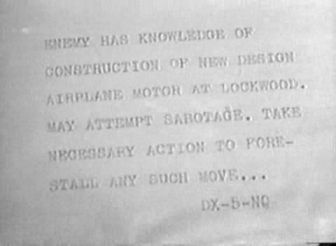 ENEMY HAS KNOWLEDGE OF
CONSTRUCTION OF NEW DESIGN
AIRPLANE MOTOR AT LOCKWOOD.
MAY ATTEMPT SABOTAGE. TAKE
NECESSARY ACTION TO FORE-
STALL ANY SUCH MOVE...
DX-5-NQ